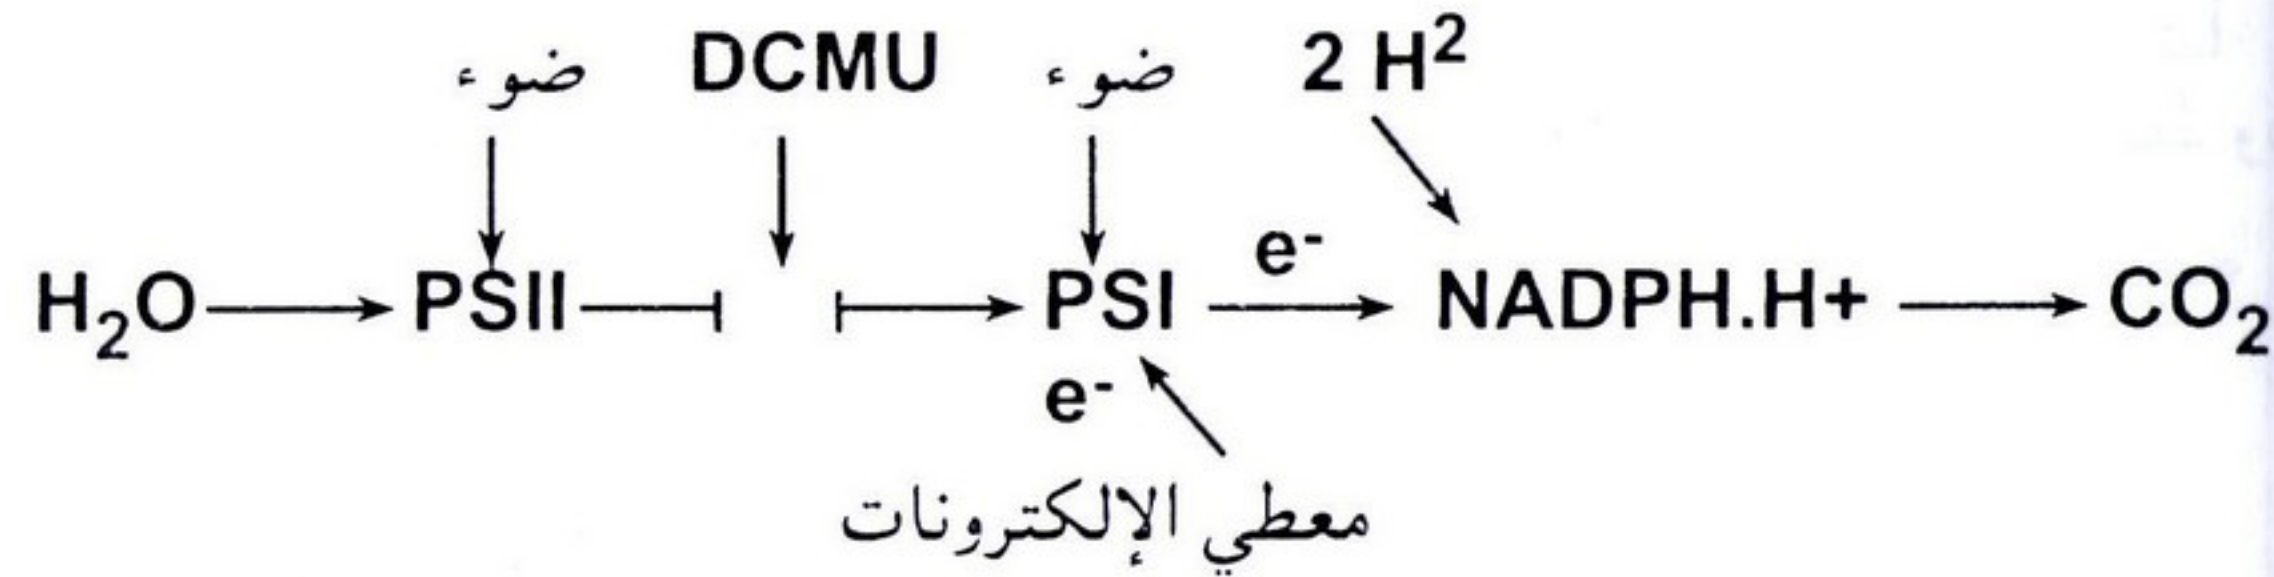 ضوء DCMU ضوء 2 H²
e-
H₂O PSII PSI NADPH.H+ CO₂
e-
معطي الإلكترونات